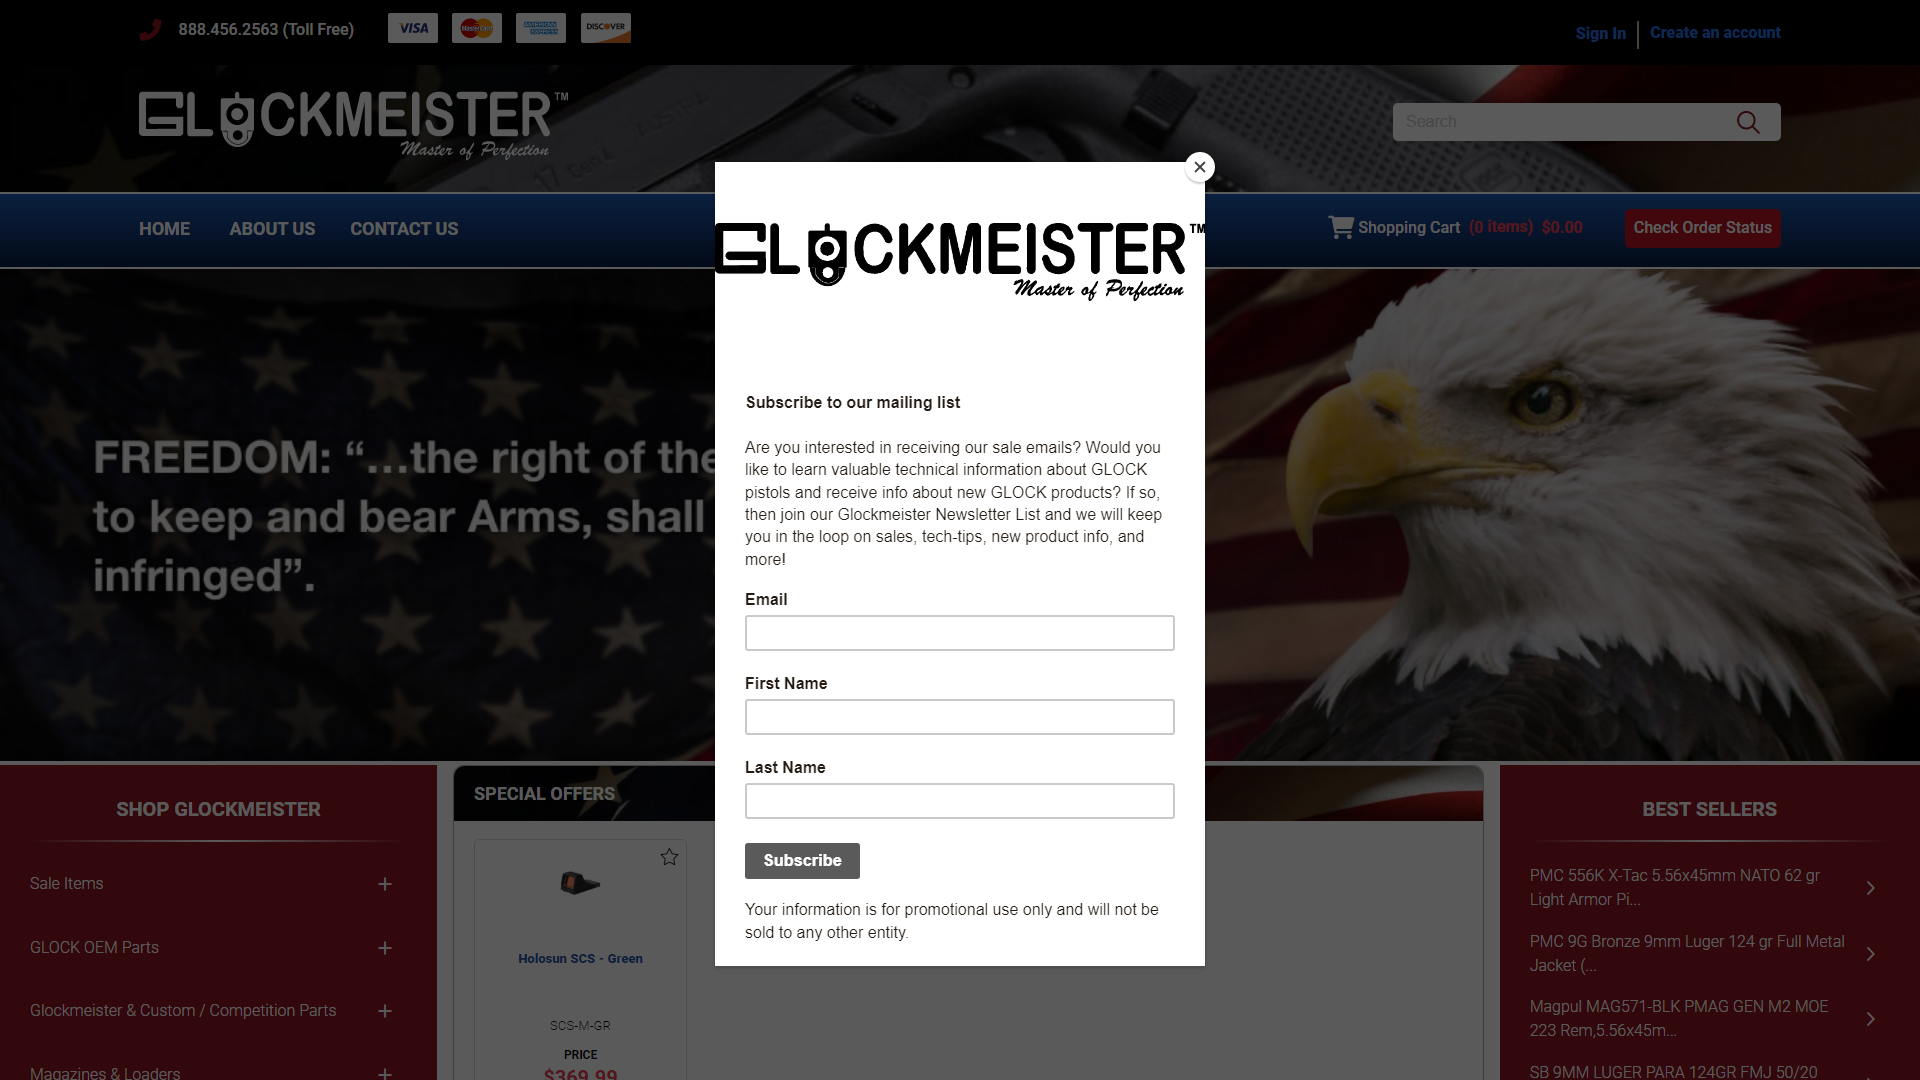 888.456.2563 (Toll Free)
VISA
MasterCard
AMERICAN EXPRESS
DISCOVER
Sign In
Create an account
GLOCKMEISTER™
Master of Perfection
Search
HOME
ABOUT US
CONTACT US
Shopping Cart (0 items) $0.00
Check Order Status
FREEDOM: “...the right of the
to keep and bear Arms, shall
infringed”.
GLOCKMEISTER™
Master of Perfection
Subscribe to our mailing list
Are you interested in receiving our sale emails? Would you
like to learn valuable technical information about GLOCK
pistols and receive info about new GLOCK products? If so,
then join our Glockmeister Newsletter List and we will keep
you in the loop on sales, tech-tips, new product info, and
more!
Email
First Name
Last Name
Subscribe
Your information is for promotional use only and will not be
sold to any other entity.
SHOP GLOCKMEISTER
Sale Items
GLOCK OEM Parts
Glockmeister & Custom / Competition Parts
Magazines & Loaders
SPECIAL OFFERS
Holosun SCS - Green
SCS-M-GR
PRICE
$369.99
BEST SELLERS
PMC 556K X-Tac 5.56x45mm NATO 62 gr
Light Armor Pi...
PMC 9G Bronze 9mm Luger 124 gr Full Metal
Jacket (...
Magpul MAG571-BLK PMAG GEN M2 MOE
223 Rem,5.56x45m...
SB 9MM LUGER PARA 124GR FMJ 50/20